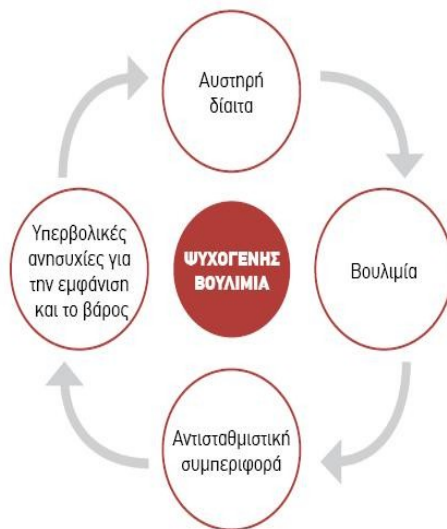 Αυστηρή
δίαιτα
Υπερβολικές
ανησυχίες για
την εμφάνιση
και το βάρος
ΨΥΧΟΓΕΝΗΣ
ΒΟΥΛΙΜΙΑ
Βουλιμία
Αντισταθμιστική
συμπεριφορά